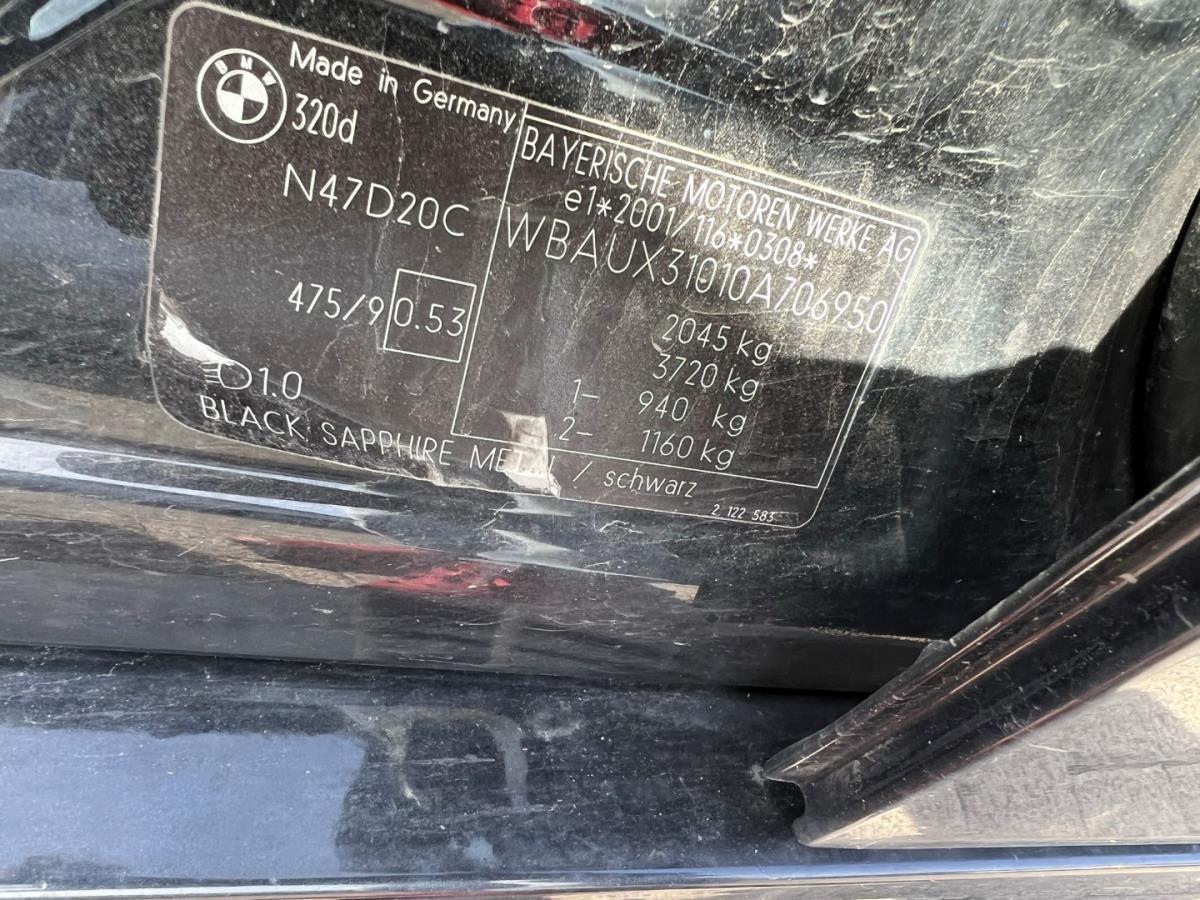 BMW
Made in Germany
320d
N47D20C
475/9 0.53
1.0
BAYERISCHE MOTOREN WERKE AG
e1*2001/116*0308*
WBAUX31010A706950
2045 kg
3720 kg
1- 940 kg
2- 1160 kg
BLACK SAPPHIRE / schwarz
2 122 583